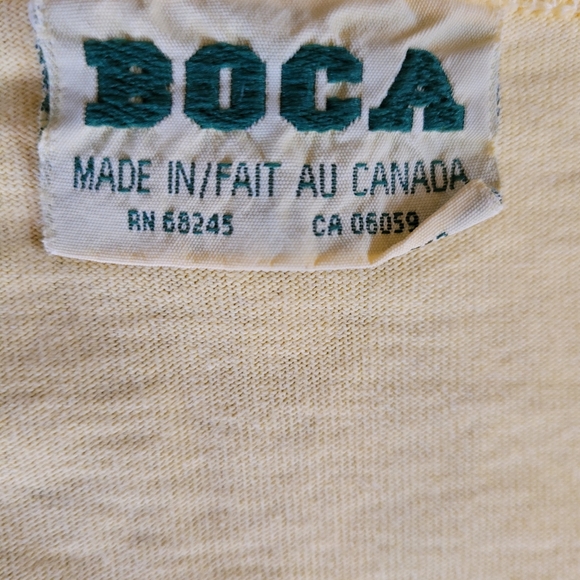 BOCA
MADE IN/FAIT AU CANADA
RN 68245 CA 06059